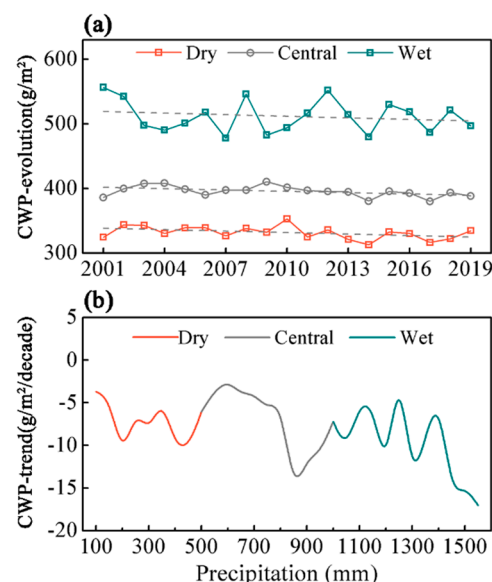 (a)
Dry Central Wet
CWP-evolution(g/m²)
600
500
400
300
2001 2004 2007 2010 2013 2016 2019
(b)
Dry Central Wet
CWP-trend(g/m²/decade)
5
0
-5
-10
-15
-20
100 300 500 700 900 1100 1300 1500
Precipitation (mm)